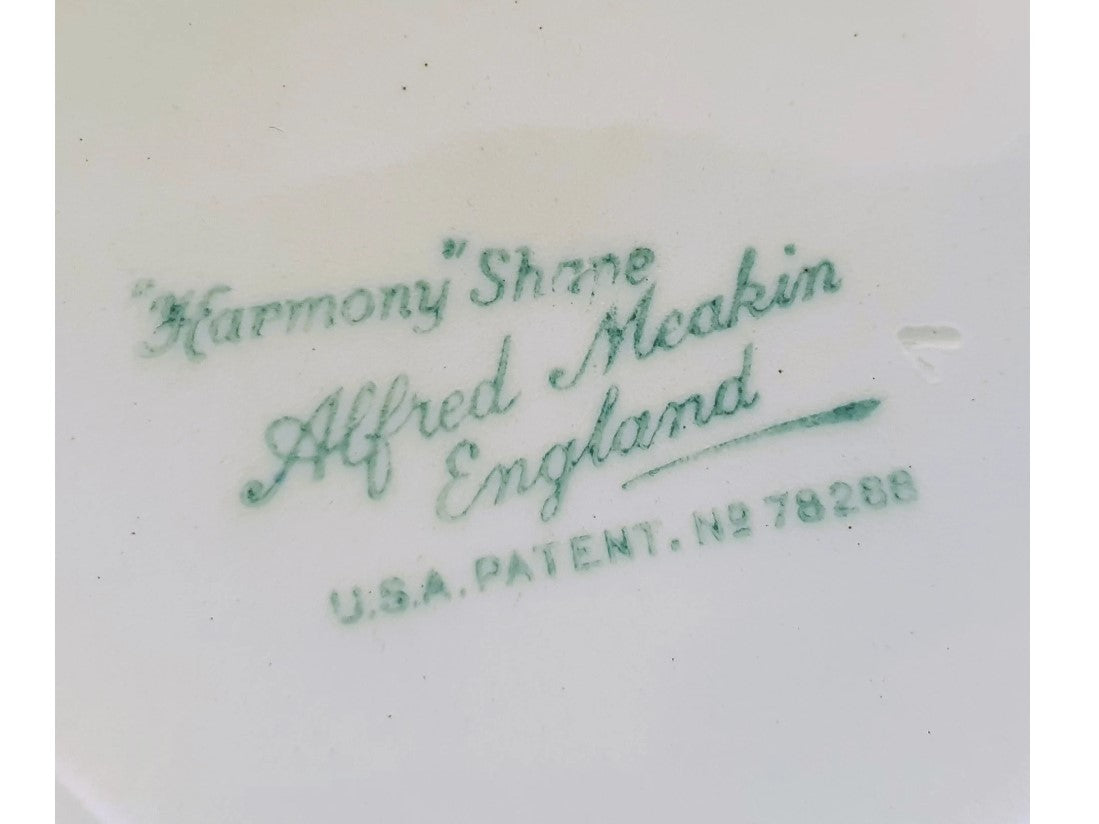 "Harmony" Shape
Alfred Meakin
England
U.S.A. PATENT. Nº 78288